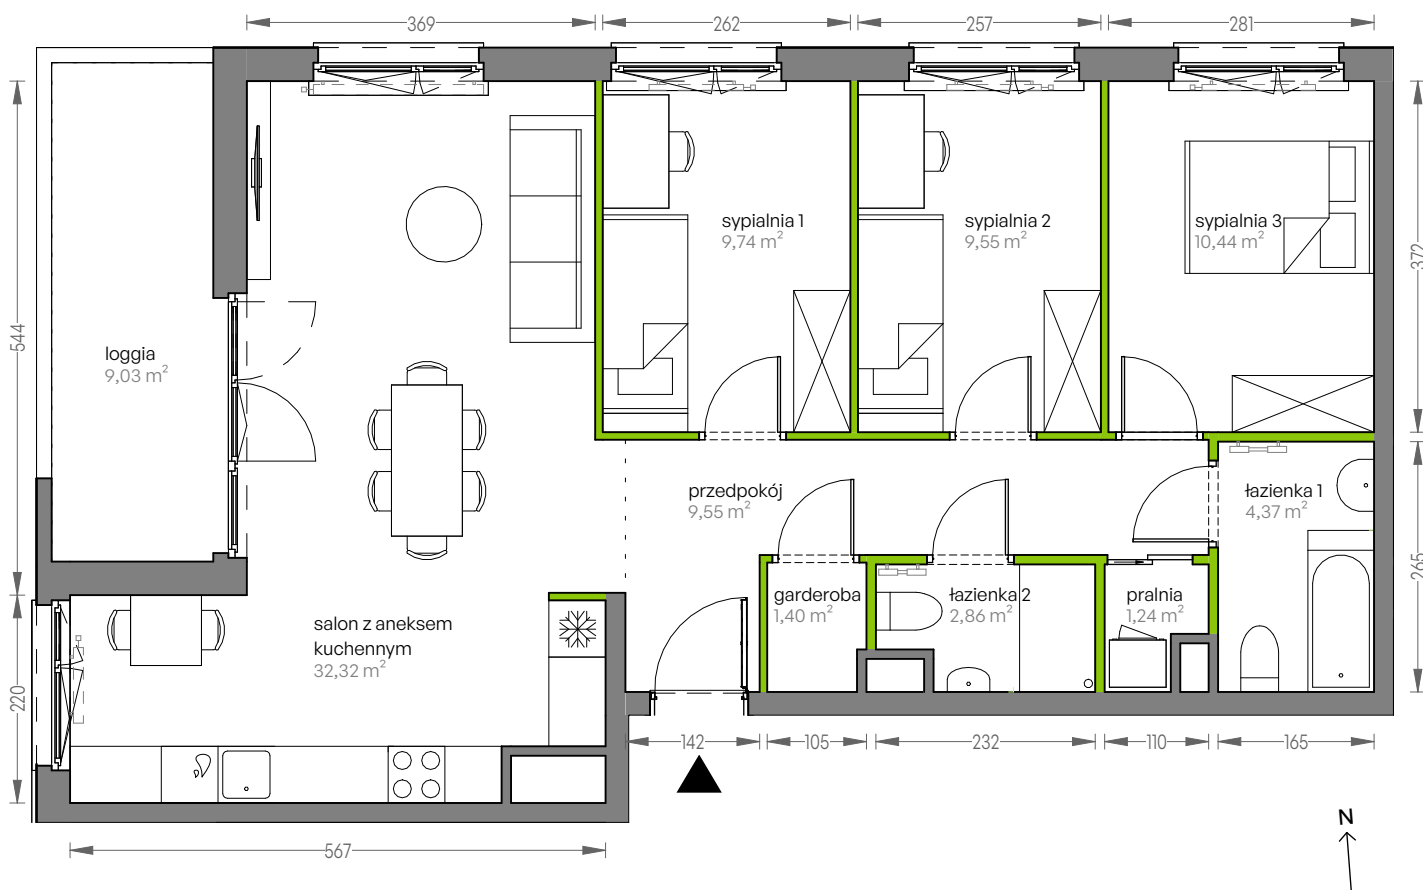 369
262
257
281
sypialnia 1
9,74 m²
sypialnia 2
9,55 m²
sypialnia 3
10,44 m²
372
544
loggia
9,03 m²
przedpokój
9,55 m²
łazienka 1
4,37 m²
265
garderoba
1,40 m²
łazienka 2
2,86 m²
pralnia
1,24 m²
salon z aneksem
kuchennym
32,32 m²
220
142
105
232
110
165
567
N